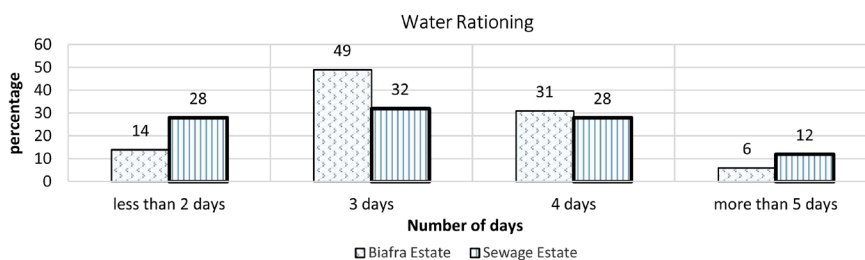 Water Rationing
percentage
60
50
40
30
20
10
0
14
28
49
32
31
28
6
12
less than 2 days
3 days
4 days
more than 5 days
Number of days
Biafra Estate
Sewage Estate